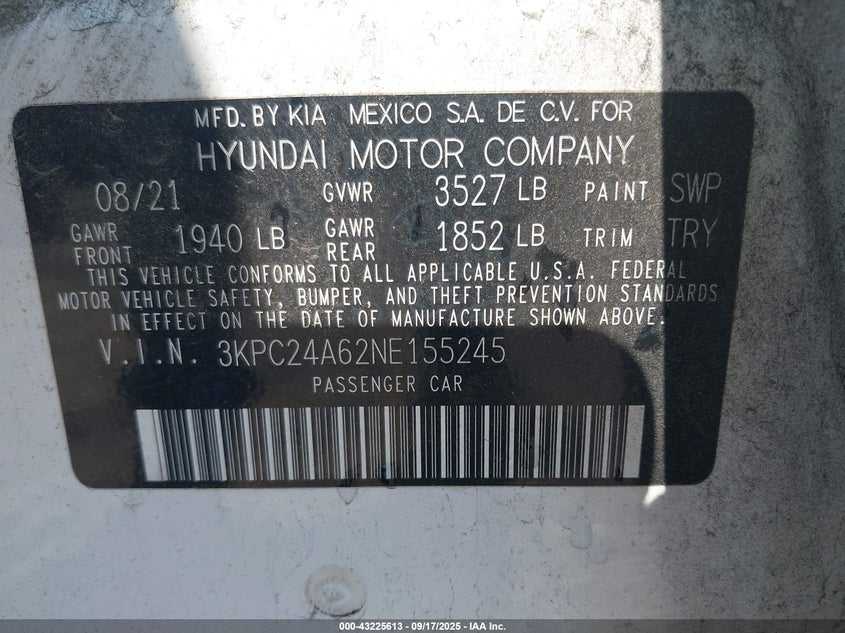 MFD. BY KIA MEXICO S.A. DE C.V. FOR
HYUNDAI MOTOR COMPANY
08/21 GVWR 3527 LB PAINT SWP
GAWR FRONT 1940 LB GAWR REAR 1852 LB TRIM TRY
THIS VEHICLE CONFORMS TO ALL APPLICABLE U.S.A. FEDERAL
MOTOR VEHICLE SAFETY, BUMPER, AND THEFT PREVENTION STANDARDS
IN EFFECT ON THE DATE OF MANUFACTURE SHOWN ABOVE.
V.I.N. 3KPC24A62NE155245
PASSENGER CAR
000-43225613 - 09/17/2025 - IAA Inc.